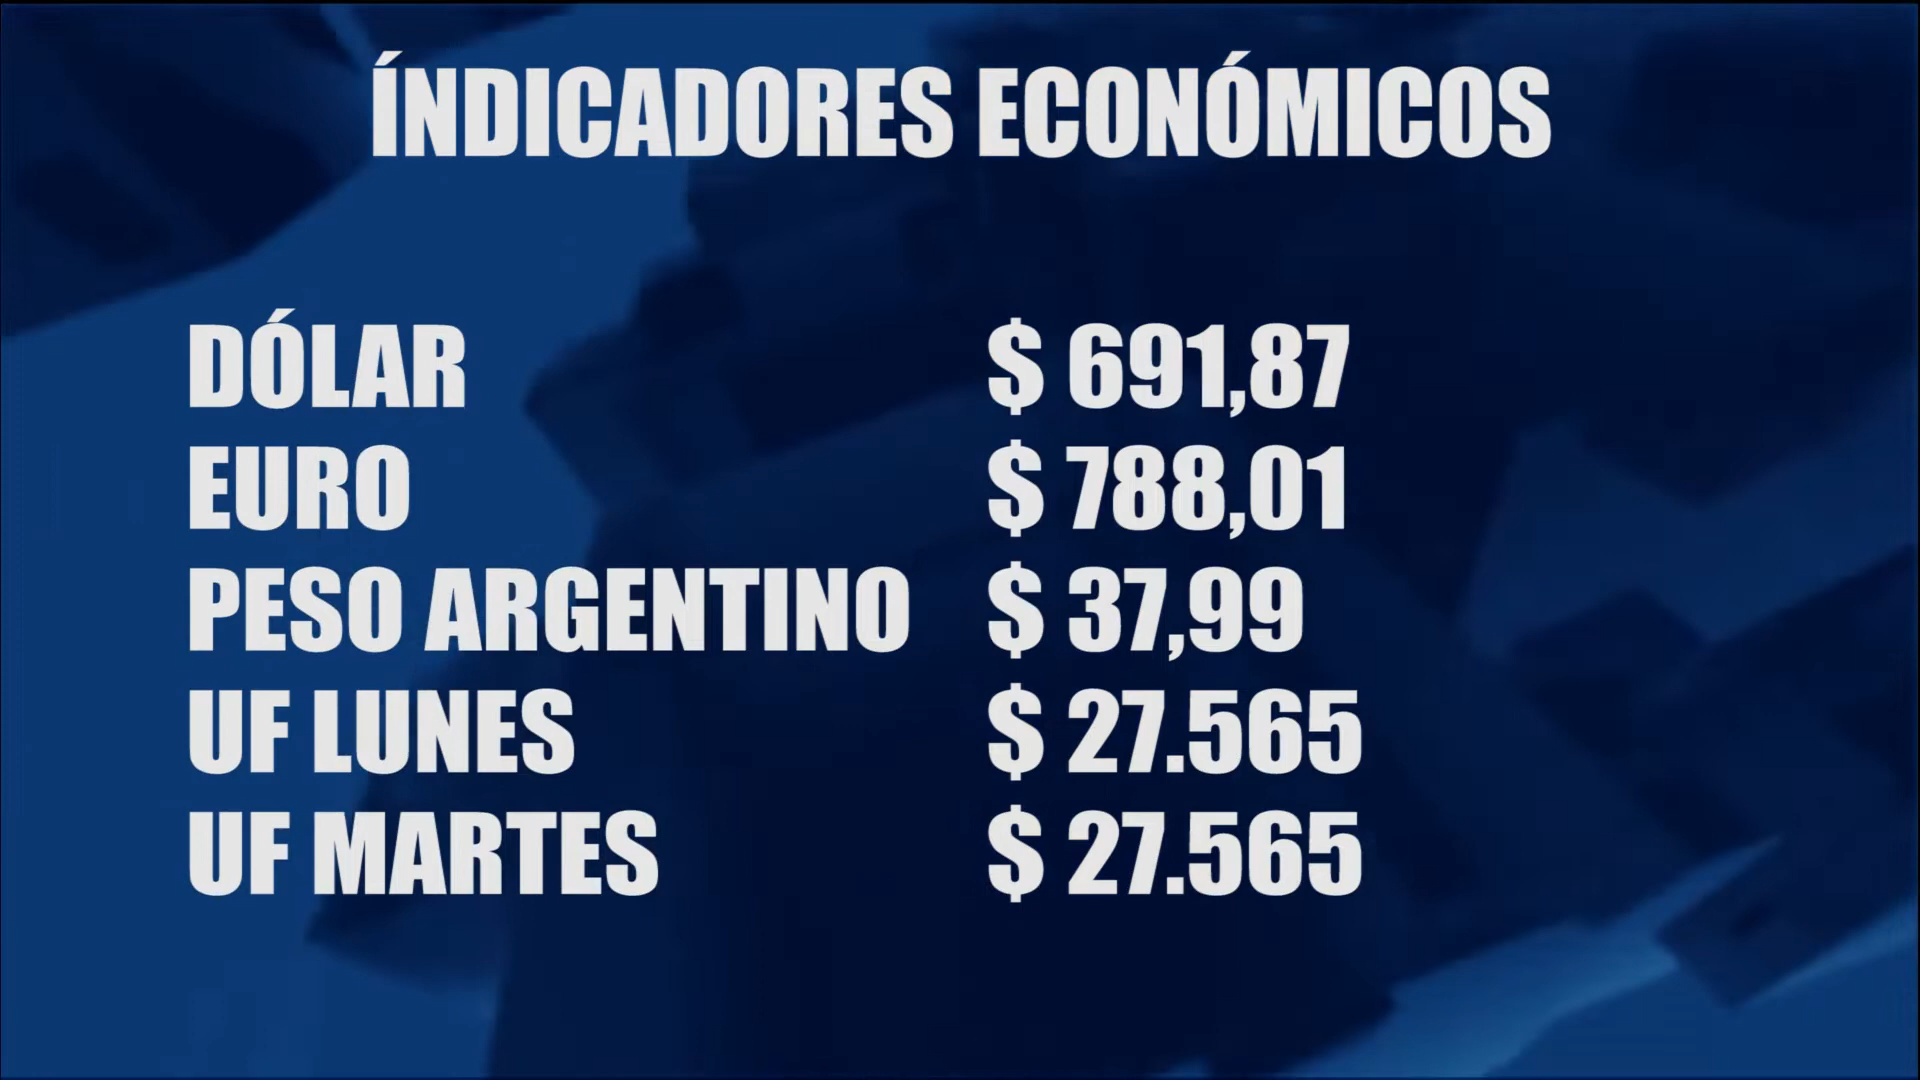 ÍNDICADORES ECONÓMICOS
DÓLAR $ 691,87
EURO $ 788,01
PESO ARGENTINO $ 37,99
UF LUNES $ 27.565
UF MARTES $ 27.565